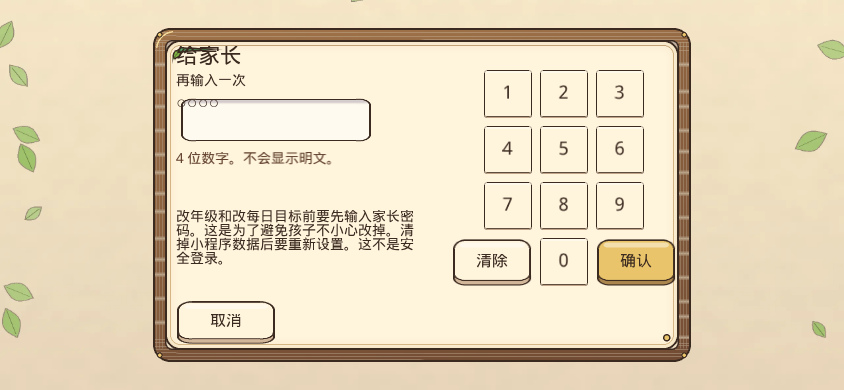 给家长
再输入一次
4 位数字。不会显示明文。
改年级和改每日目标前要先输入家长密
码。这是为了避免孩子不小心改掉。清
掉小程序数据后要重新设置。这不是安
全登录。
取消
1 2 3
4 5 6
7 8 9
清除 0 确认